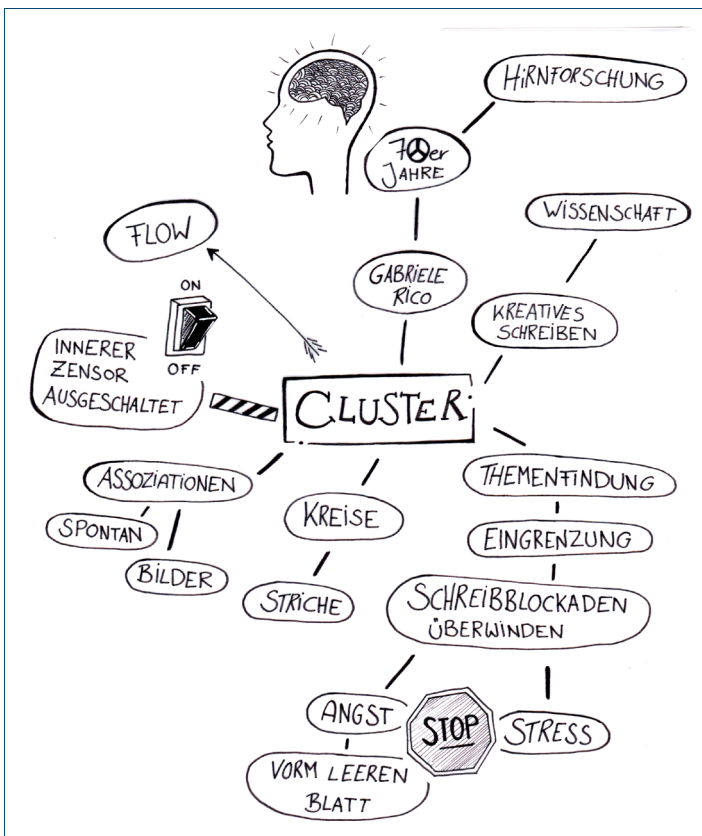 HIRNFORSCHUNG
70er
JAHRE
WISSENSCHAFT
FLOW
GABRIELE
RICO
KREATIVES
SCHREIBEN
ON
OFF
INNERER
ZENSOR
AUSGESCHALTET
CLUSTER
ASSOZIATIONEN
SPONTAN
BILDER
KREISE
STRICHE
THEMENFINDUNG
EINGRENZUNG
SCHREIBBLOCKADEN
ÜBERWINDEN
ANGST
STOP
STRESS
VORM LEEREN
BLATT